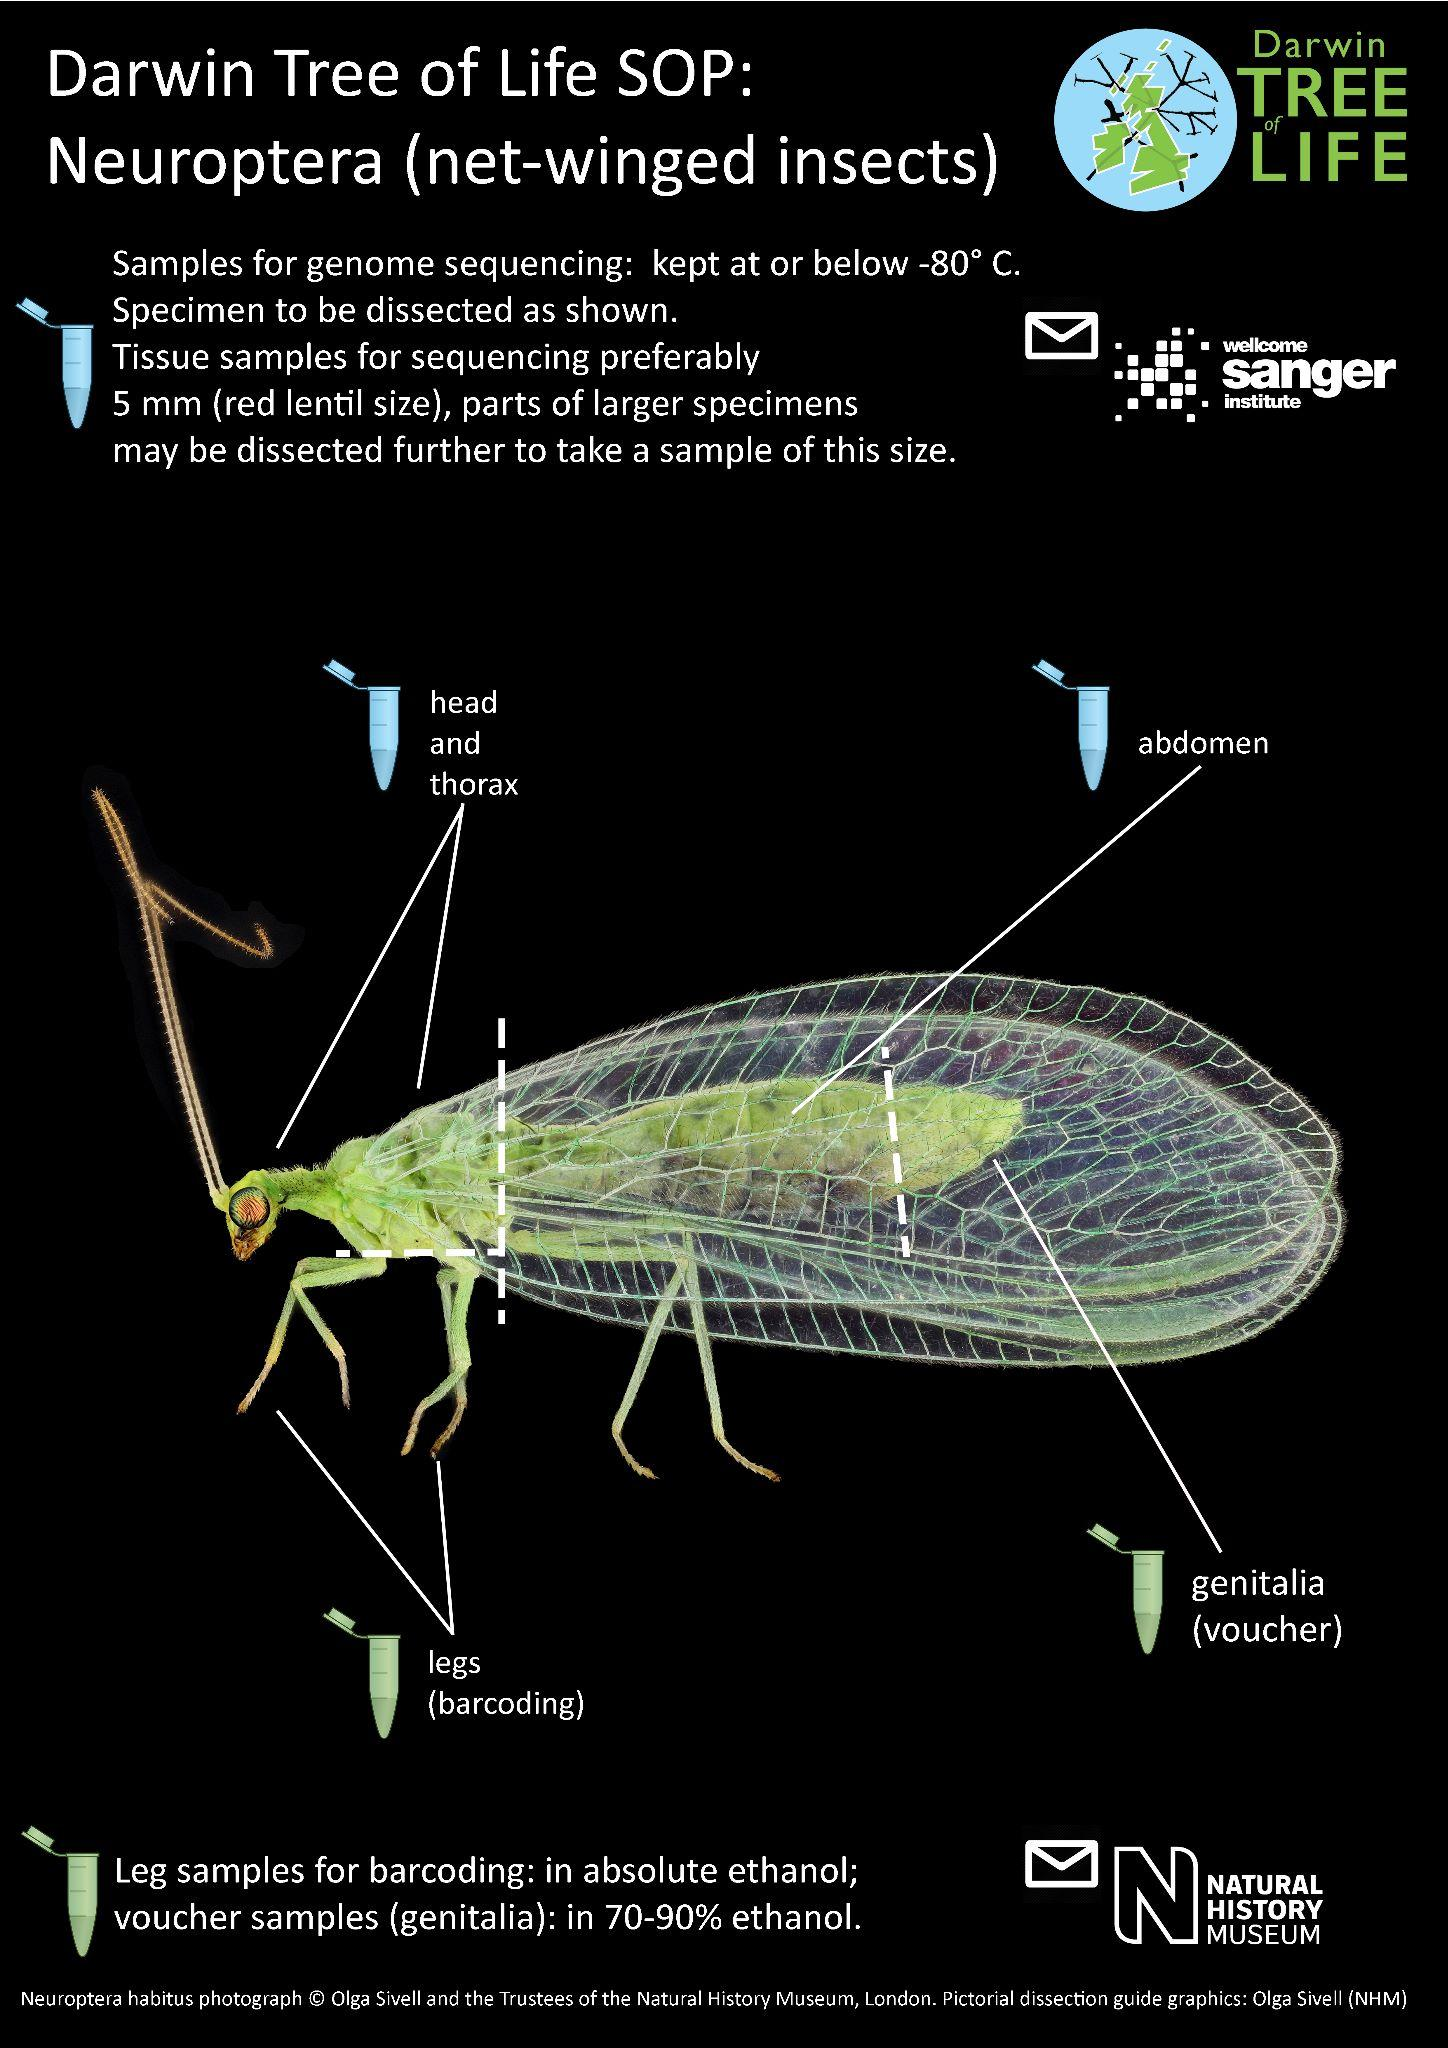 Darwin Tree of Life SOP:
Neuroptera (net-winged insects)
Darwin
TREE
of
LIFE
Samples for genome sequencing:  kept at or below -80° C.
Specimen to be dissected as shown.
Tissue samples for sequencing preferably
5 mm (red lentil size), parts of larger specimens
may be dissected further to take a sample of this size.
wellcome
sanger
institute
head
and
thorax
abdomen
genitalia
(voucher)
legs
(barcoding)
Leg samples for barcoding: in absolute ethanol;
voucher samples (genitalia): in 70-90% ethanol.
N
NATURAL
HISTORY
MUSEUM
Neuroptera habitus photograph © Olga Sivell and the Trustees of the Natural History Museum, London. Pictorial dissection guide graphics: Olga Sivell (NHM)